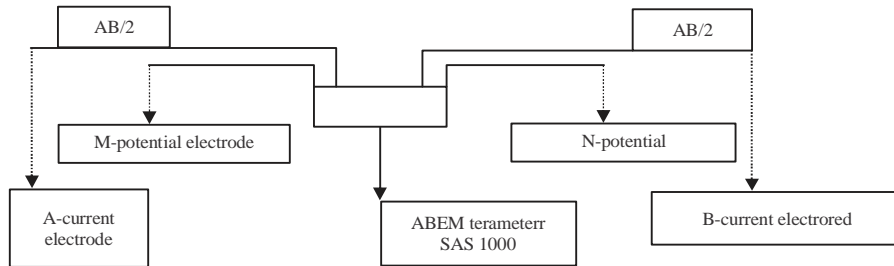 AB/2
AB/2
M-potential electrode
N-potential
A-current
electrode
ABEM terameterr
SAS 1000
B-current electrored